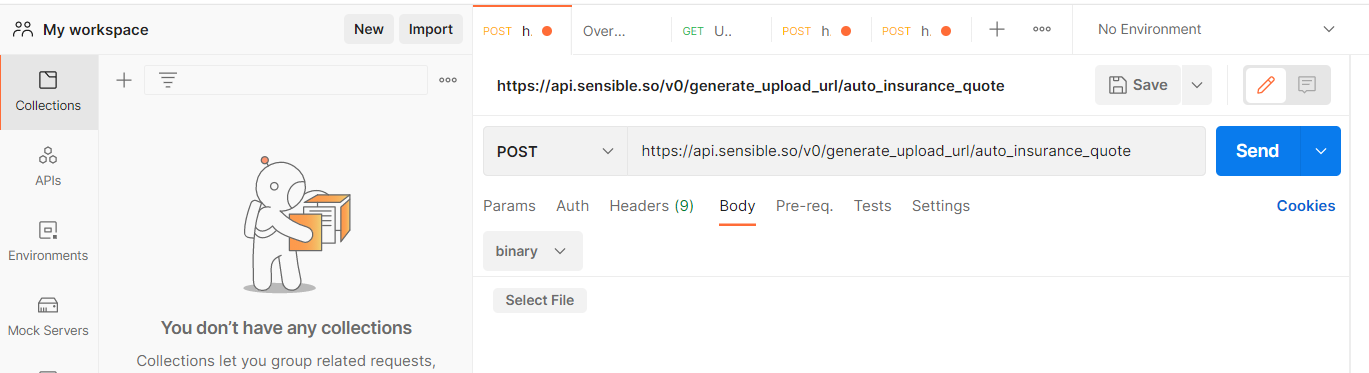 My workspace
New
Import
POST h.
Over...
GET U..
POST h
POST h.
No Environment
Collections
https://api.sensible.so/v0/generate_upload_url/auto_insurance_quote
Save
POST
https://api.sensible.so/v0/generate_upload_url/auto_insurance_quote
Send
APIs
Params
Auth
Headers (9)
Body
Pre-req.
Tests
Settings
Cookies
Environments
binary
Select File
Mock Servers
You don't have any collections
Collections let you group related requests,